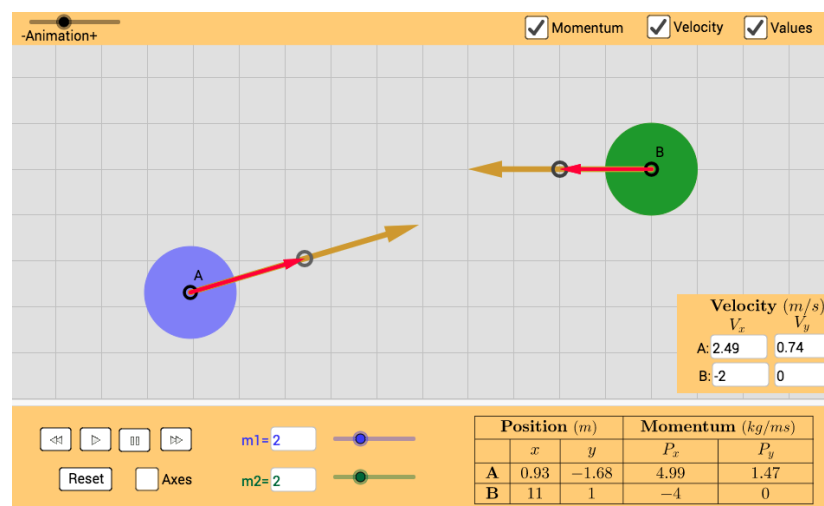 -Animation+
Momentum
Velocity
Values
B
A
Velocity (m/s)
Vx Vy
A: 2.49 0.74
B: -2 0
m1= 2
Reset
Axes
m2= 2
Position (m) Momentum (kg/ms)
x y Px Py
A 0.93 −1.68 4.99 1.47
B 11 1 −4 0